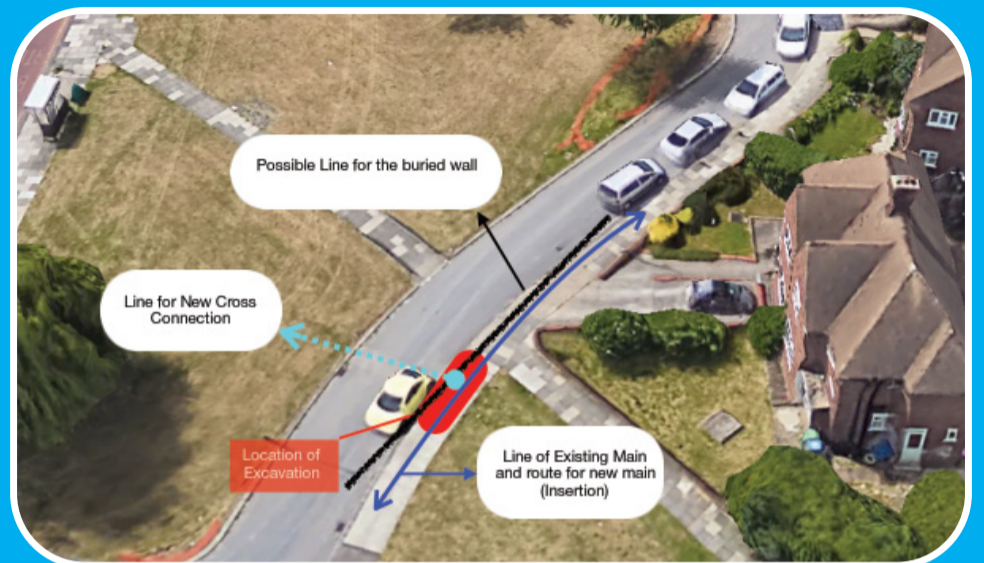 Possible Line for the buried wall
Line for New Cross
Connection
Location of
Excavation
Line of Existing Main
and route for new main
(Insertion)